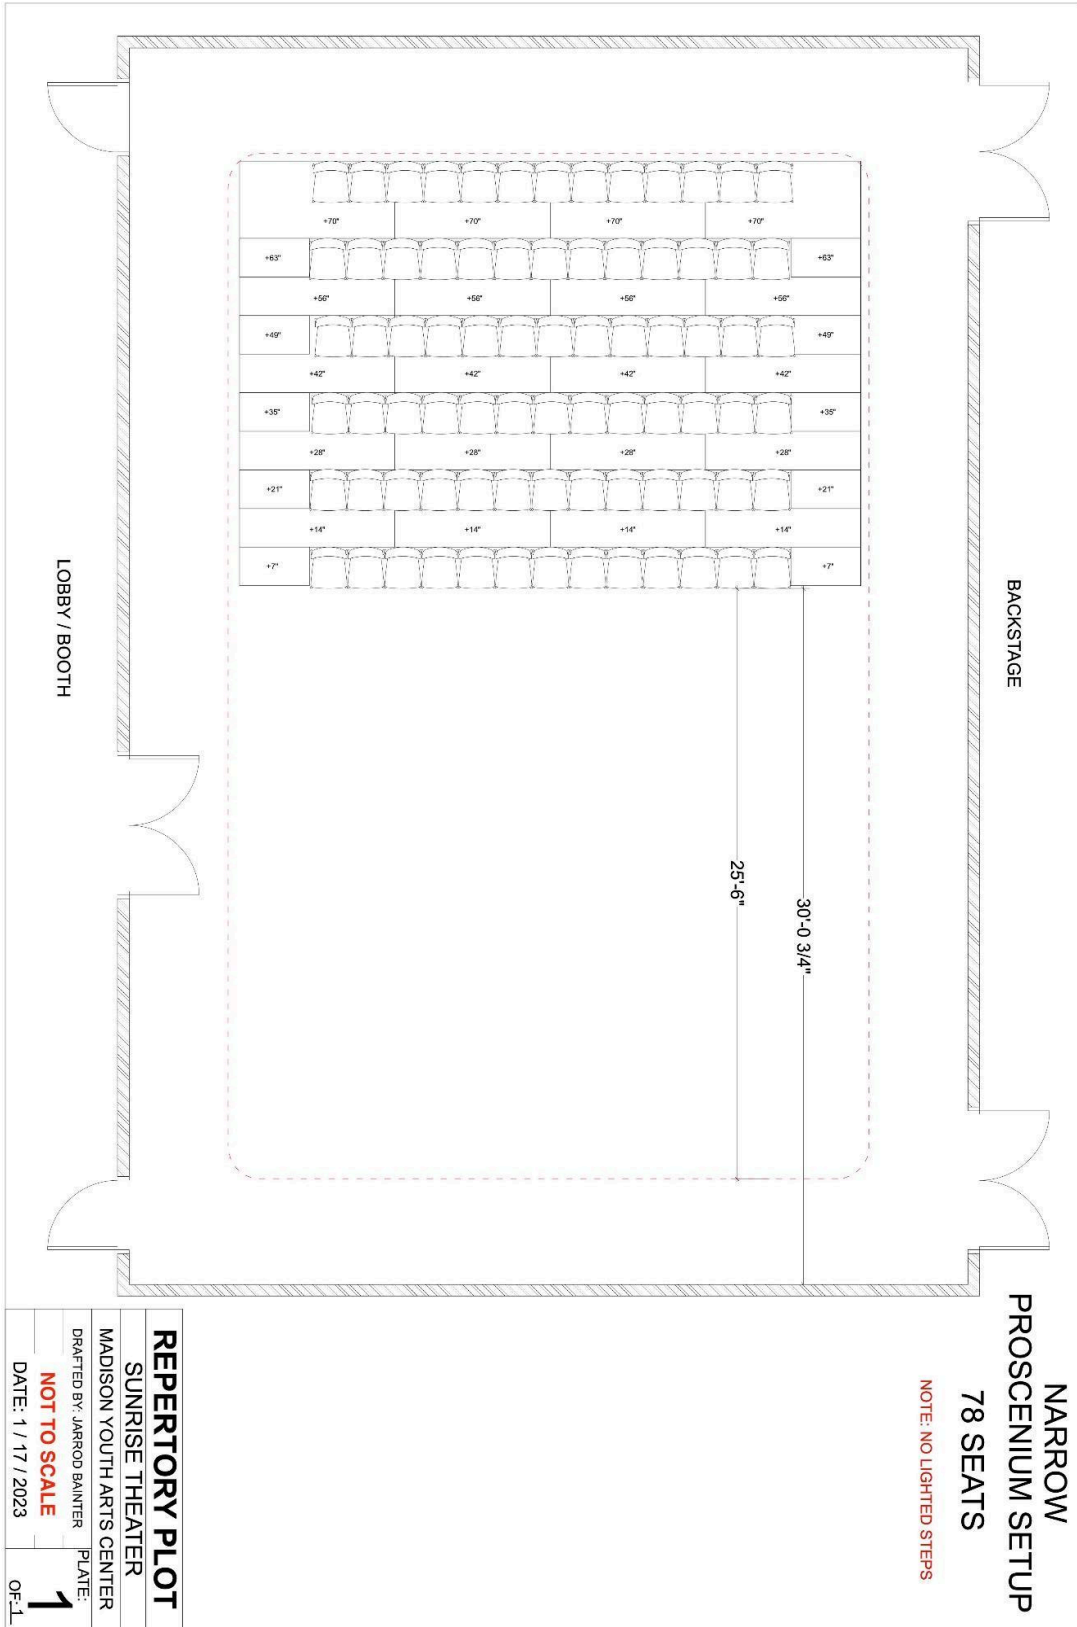 NARROW
PROSCENIUM SETUP
78 SEATS
NOTE: NO LIGHTED STEPS
BACKSTAGE
LOBBY / BOOTH
+70" +70" +70" +70"
+63" +63"
+56" +56" +56" +56"
+49" +49"
+42" +42" +42" +42"
+35" +35"
+28" +28" +28" +28"
+21" +21"
+14" +14" +14" +14"
+7" +7"
25'-6"
30'-0 3/4"
REPERTORY PLOT
SUNRISE THEATER
MADISON YOUTH ARTS CENTER
DRAFTED BY: JARROD BAINTER
NOT TO SCALE
DATE: 1 / 17 / 2023
PLATE:
1
OF:1